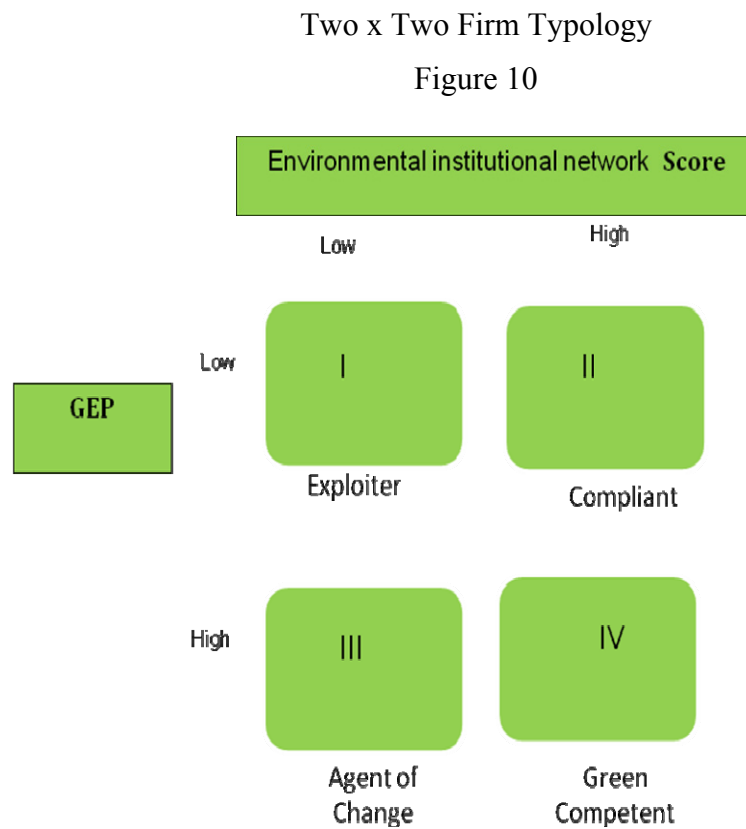 Two x Two Firm Typology
Figure 10
Environmental institutional network Score
Low
High
Low
I
II
GEP
Exploiter
Compliant
High
III
IV
Agent of
Change
Green
Competent